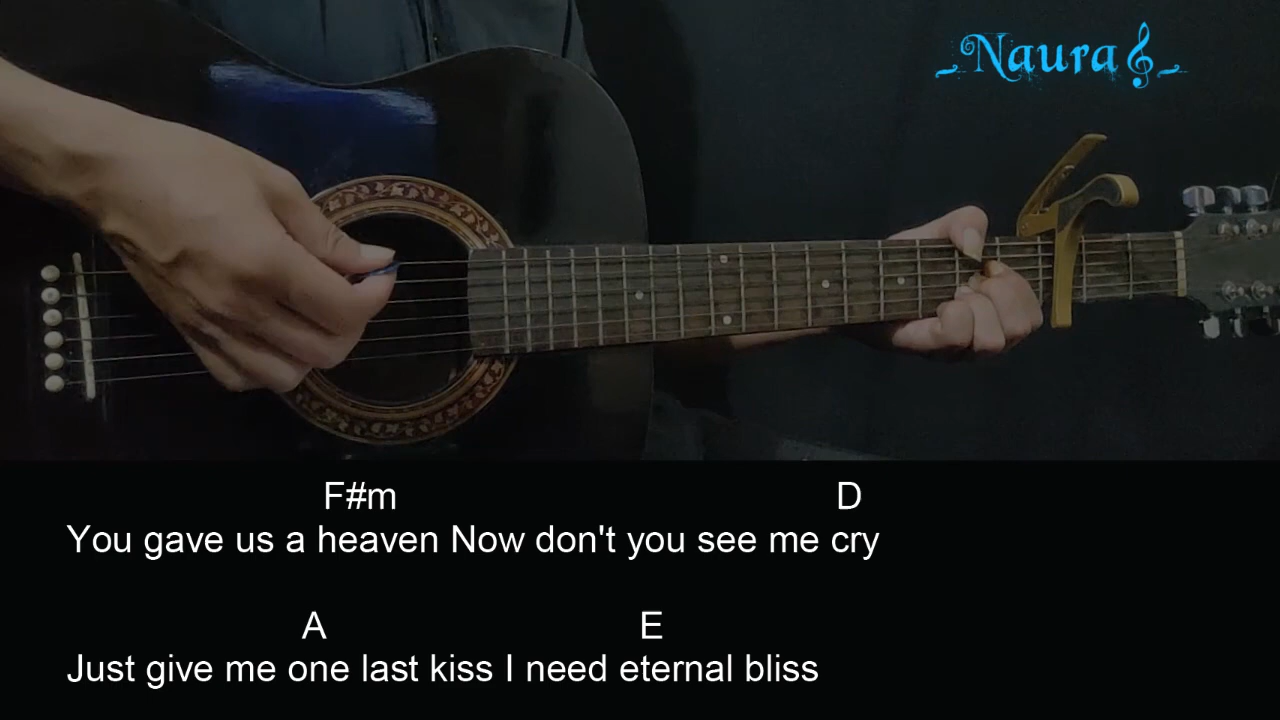 Naura
F#m D
You gave us a heaven Now don't you see me cry
A E
Just give me one last kiss I need eternal bliss